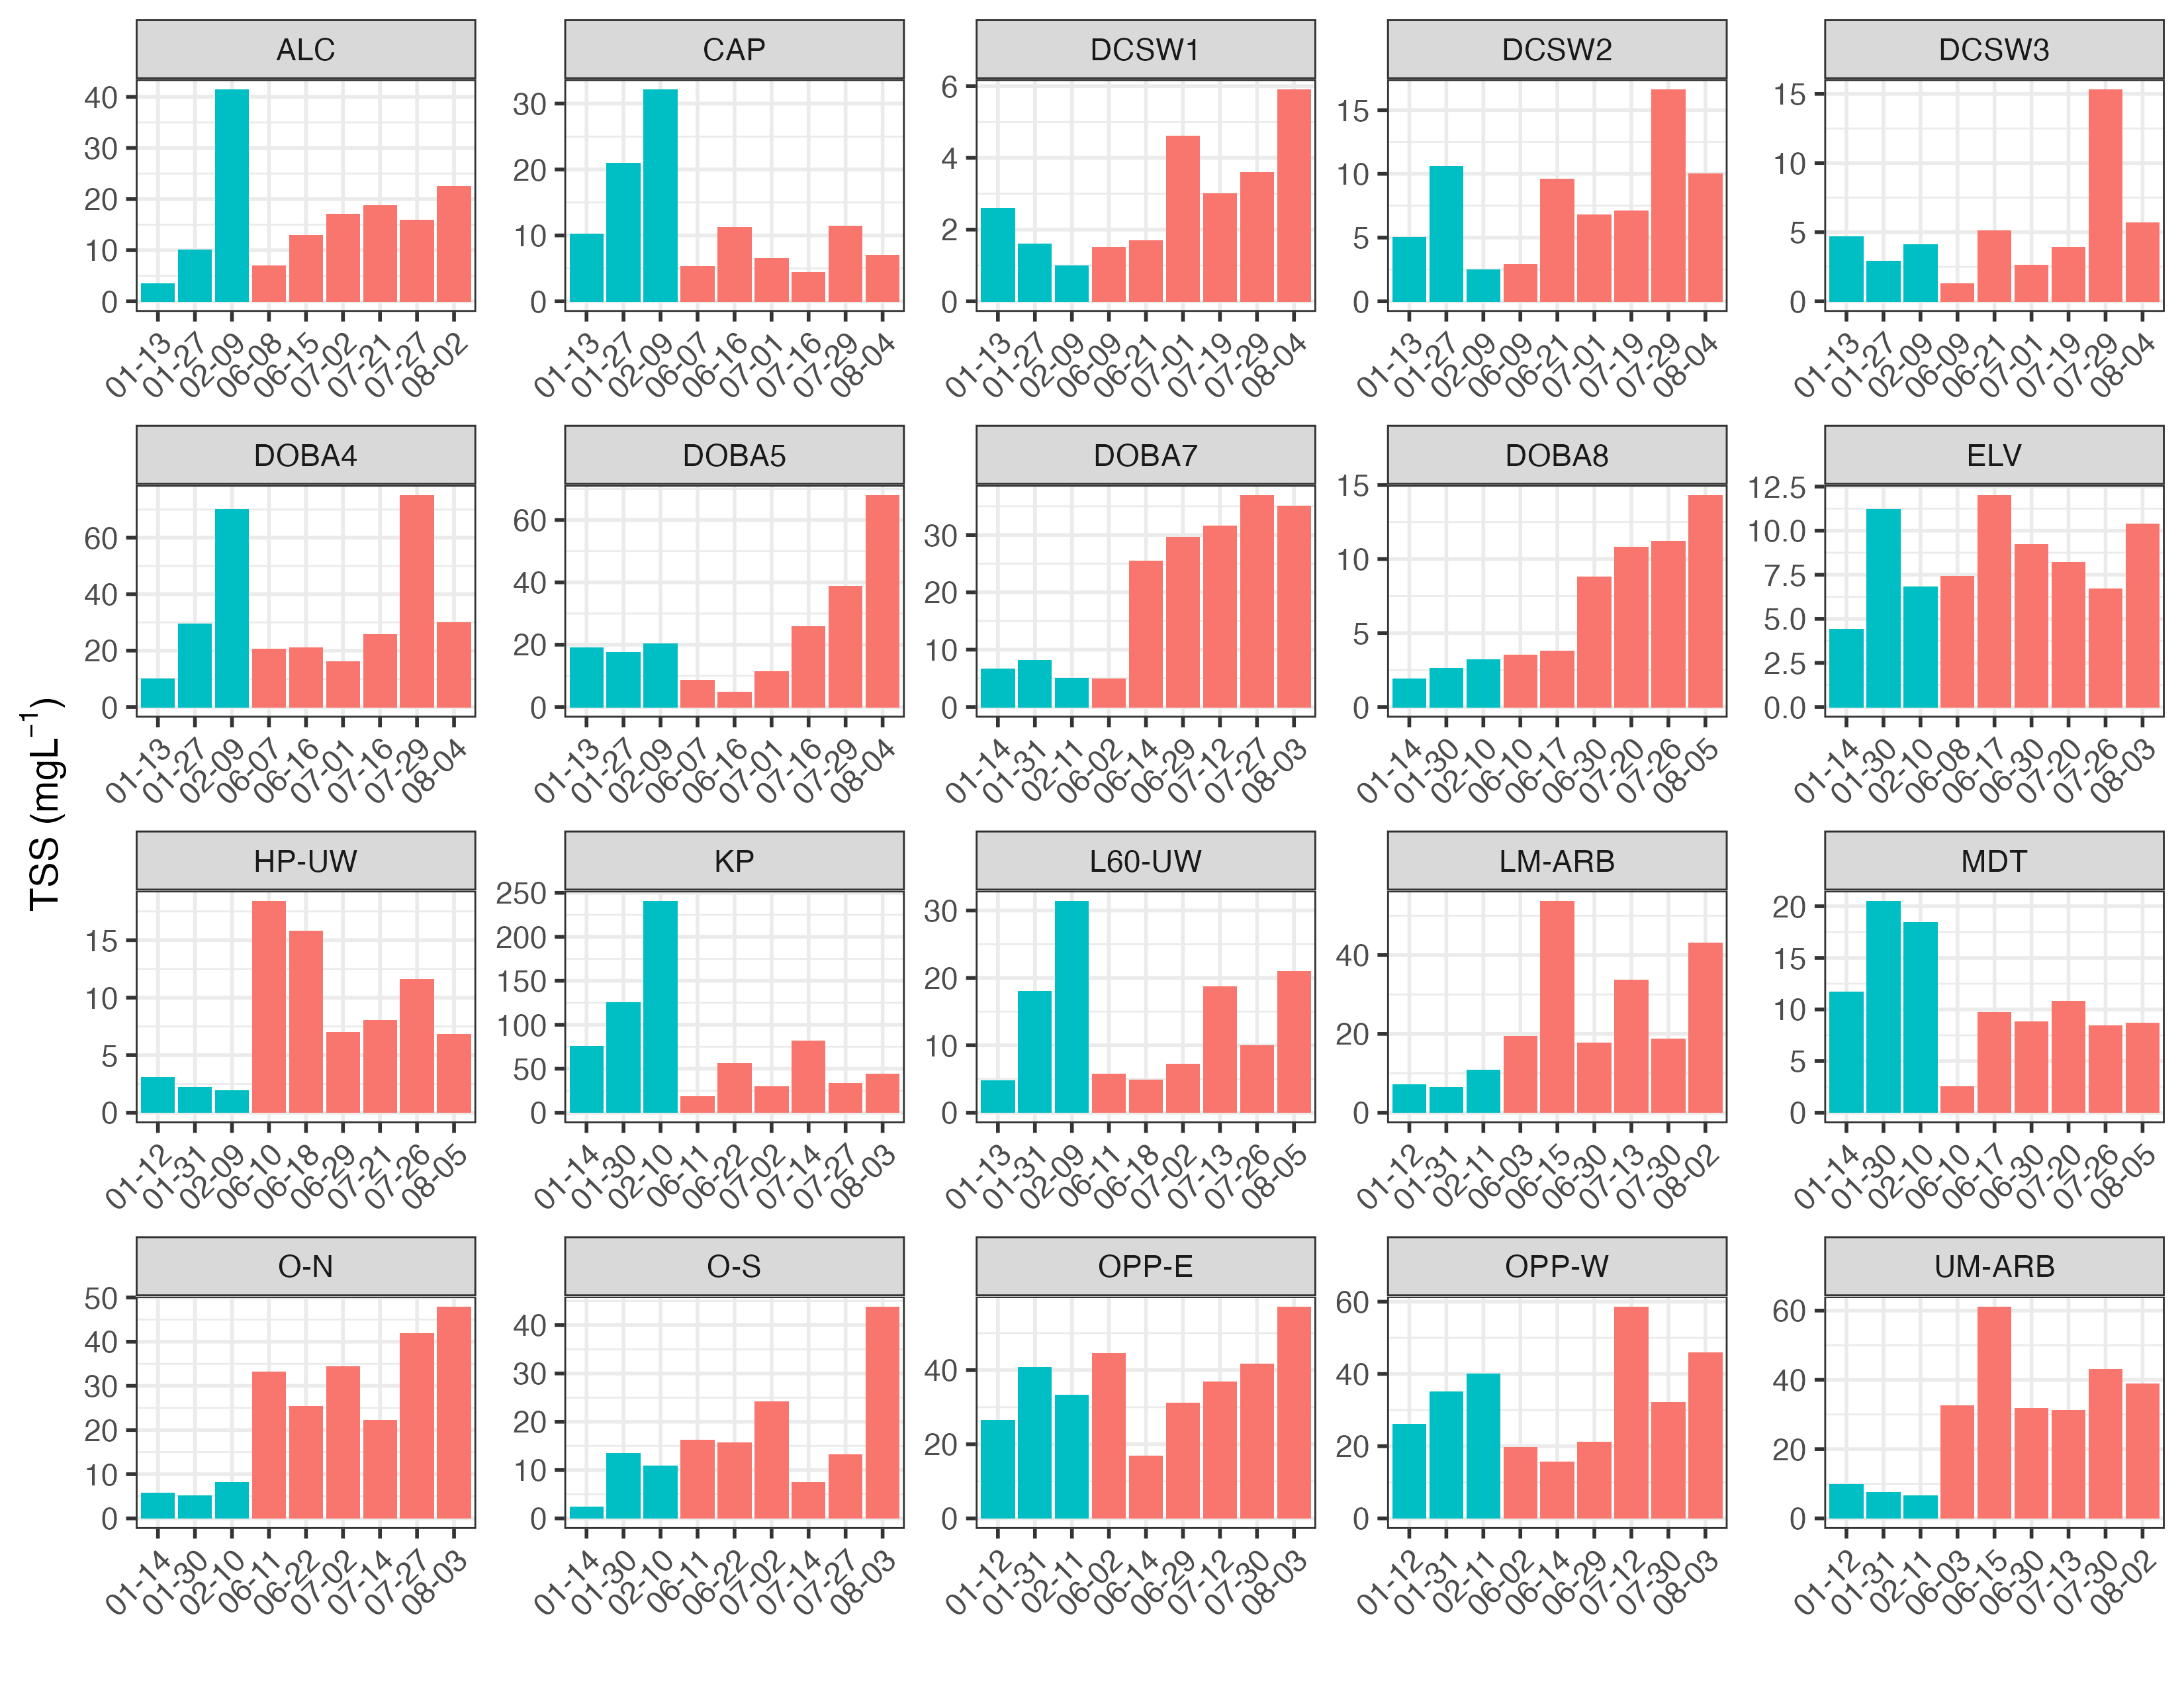 ALC CAP DCSW1 DCSW2 DCSW3
40 30 20 10 0
30 20 10 0
6 4 2 0
15 10 5 0
15 10 5 0
01-13 01-27 02-09 06-08 06-15 07-02 07-21 07-27 08-02
01-13 01-27 02-09 06-07 06-16 07-01 07-16 07-29 08-04
01-13 01-27 02-09 06-09 06-21 07-01 07-19 07-29 08-04
01-13 01-27 02-09 06-09 06-21 07-01 07-19 07-29 08-04
01-13 01-27 02-09 06-09 06-21 07-01 07-19 07-29 08-04
DOBA4 DOBA5 DOBA7 DOBA8 ELV
60 40 20 0
60 40 20 0
30 20 10 0
15 10 5 0
12.5 10.0 7.5 5.0 2.5 0.0
01-13 01-27 02-09 06-07 06-16 07-01 07-16 07-29 08-04
01-13 01-27 02-09 06-07 06-16 07-01 07-16 07-29 08-04
01-14 01-31 02-11 06-02 06-14 06-29 07-12 07-27 08-03
01-14 01-30 02-10 06-10 06-17 06-30 07-20 07-26 08-05
01-14 01-30 02-10 06-08 06-17 06-30 07-20 07-26 08-03
TSS (mgL⁻¹)
HP-UW KP L60-UW LM-ARB MDT
15 10 5 0
250 200 150 100 50 0
30 20 10 0
40 20 0
20 15 10 5 0
01-12 01-31 02-09 06-10 06-18 06-29 07-21 07-26 08-05
01-14 01-30 02-10 06-11 06-22 07-02 07-14 07-27 08-03
01-13 01-31 02-09 06-11 06-18 07-02 07-13 07-26 08-05
01-12 01-31 02-11 06-03 06-15 06-30 07-13 07-30 08-02
01-14 01-30 02-10 06-10 06-17 06-30 07-20 07-26 08-05
O-N O-S OPP-E OPP-W UM-ARB
50 40 30 20 10 0
40 30 20 10 0
40 20 0
60 40 20 0
60 40 20 0
01-14 01-30 02-10 06-11 06-22 07-02 07-14 07-27 08-03
01-14 01-30 02-10 06-11 06-22 07-02 07-14 07-27 08-03
01-12 01-31 02-11 06-02 06-14 06-29 07-12 07-30 08-03
01-12 01-31 02-11 06-02 06-14 06-29 07-12 07-30 08-03
01-12 01-31 02-11 06-03 06-15 06-30 07-13 07-30 08-02